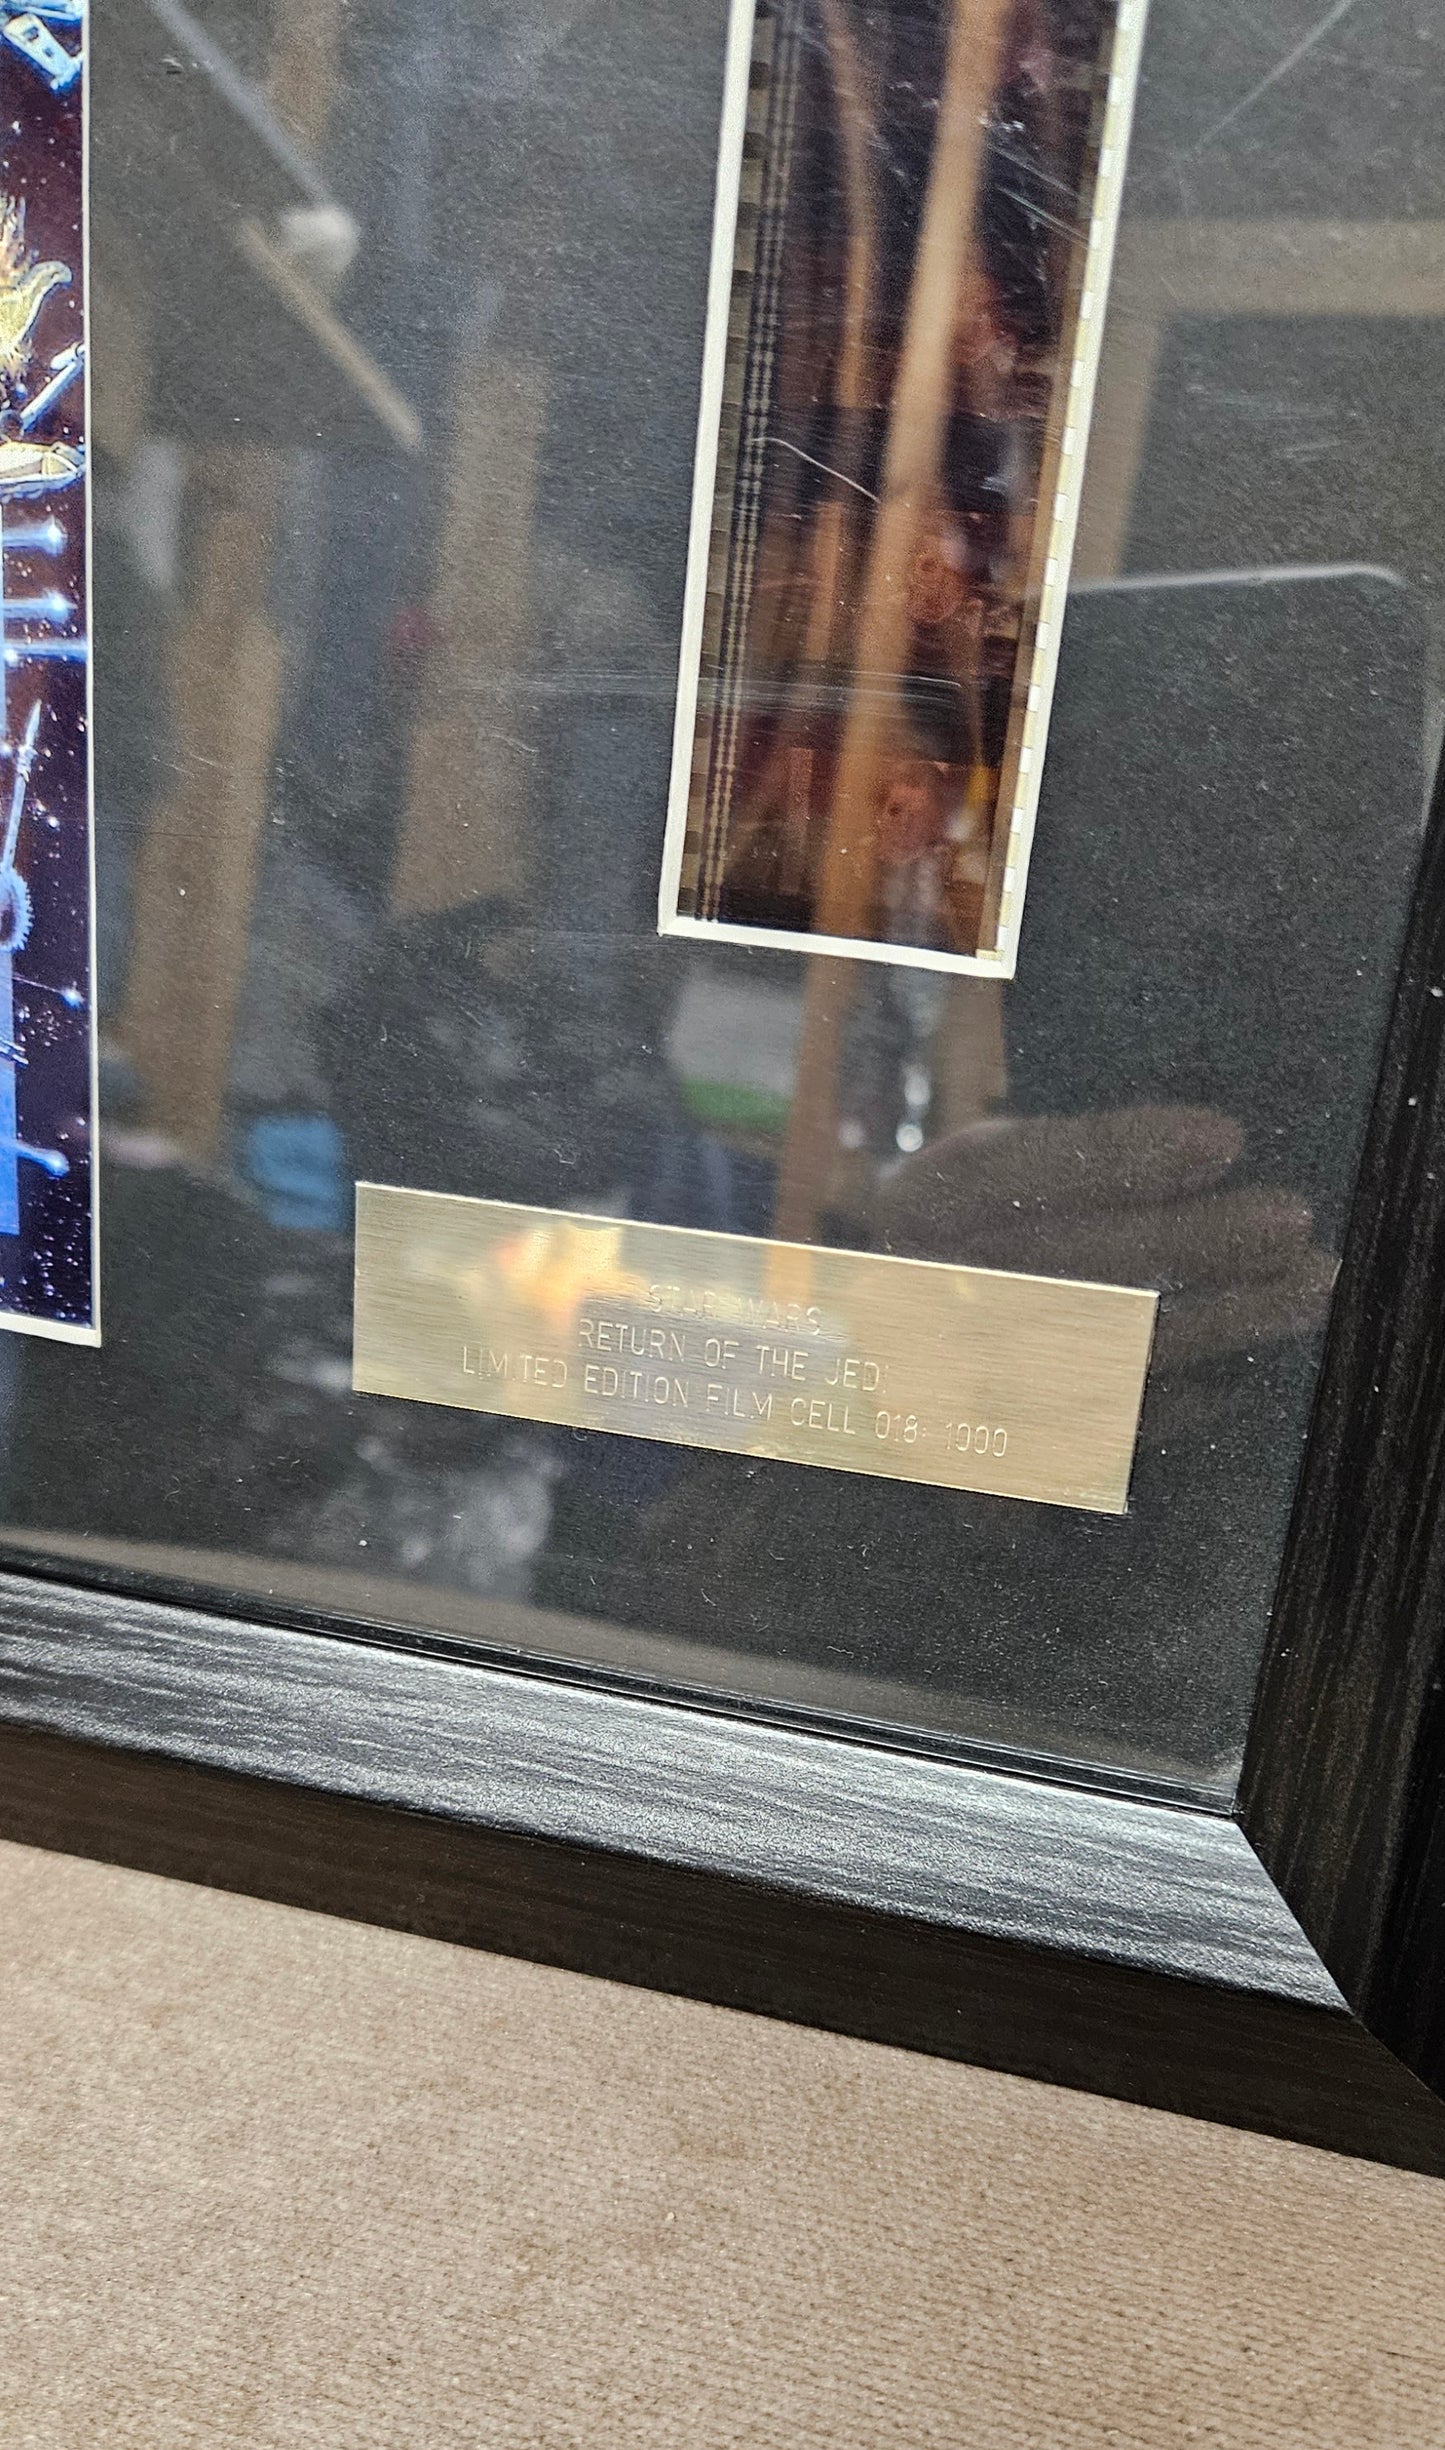 STAR WARS
RETURN OF THE JEDI
LIMITED EDITION FILM CELL 018: 1000